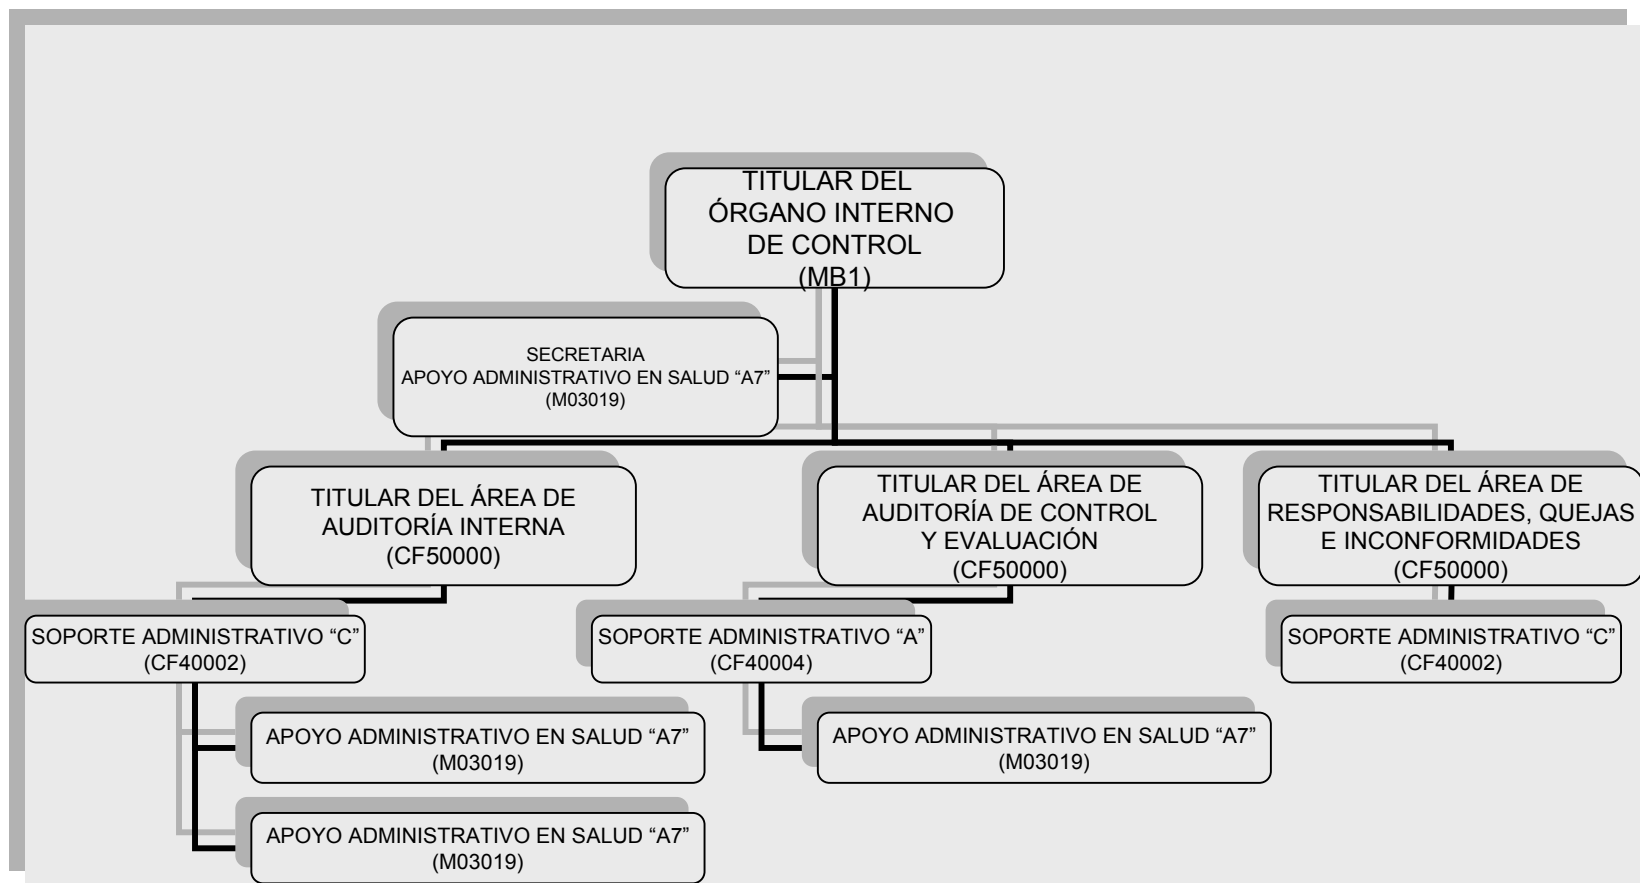 TITULAR DEL
ÓRGANO INTERNO
DE CONTROL
(MB1)
SECRETARIA
APOYO ADMINISTRATIVO EN SALUD “A7”
(M03019)
TITULAR DEL ÁREA DE
AUDITORÍA INTERNA
(CF50000)
TITULAR DEL ÁREA DE
AUDITORÍA DE CONTROL
Y EVALUACIÓN
(CF50000)
TITULAR DEL ÁREA DE
RESPONSABILIDADES, QUEJAS
E INCONFORMIDADES
(CF50000)
SOPORTE ADMINISTRATIVO “C”
(CF40002)
SOPORTE ADMINISTRATIVO “A”
(CF40004)
SOPORTE ADMINISTRATIVO “C”
(CF40002)
APOYO ADMINISTRATIVO EN SALUD “A7”
(M03019)
APOYO ADMINISTRATIVO EN SALUD “A7”
(M03019)
APOYO ADMINISTRATIVO EN SALUD “A7”
(M03019)